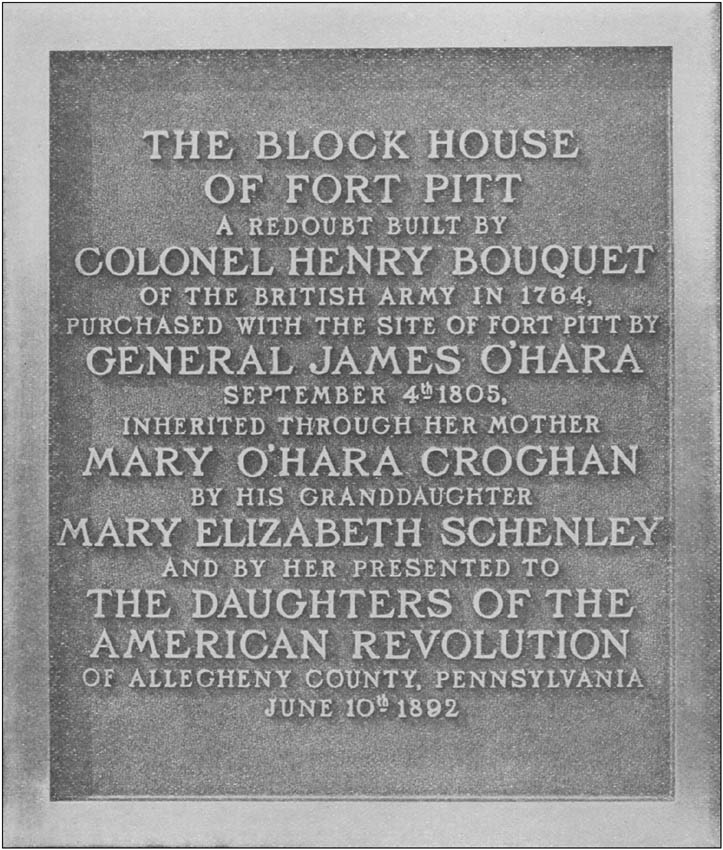 THE BLOCK HOUSE
OF FORT PITT
A REDOUBT BUILT BY
COLONEL HENRY BOUQUET
OF THE BRITISH ARMY IN 1764,
PURCHASED WITH THE SITE OF FORT PITT BY
GENERAL JAMES O'HARA
SEPTEMBER 4th 1805,
INHERITED THROUGH HER MOTHER
MARY O'HARA CROGHAN
BY HIS GRANDDAUGHTER
MARY ELIZABETH SCHENLEY
AND BY HER PRESENTED TO
THE DAUGHTERS OF THE
AMERICAN REVOLUTION
OF ALLEGHENY COUNTY, PENNSYLVANIA
JUNE 10th 1892